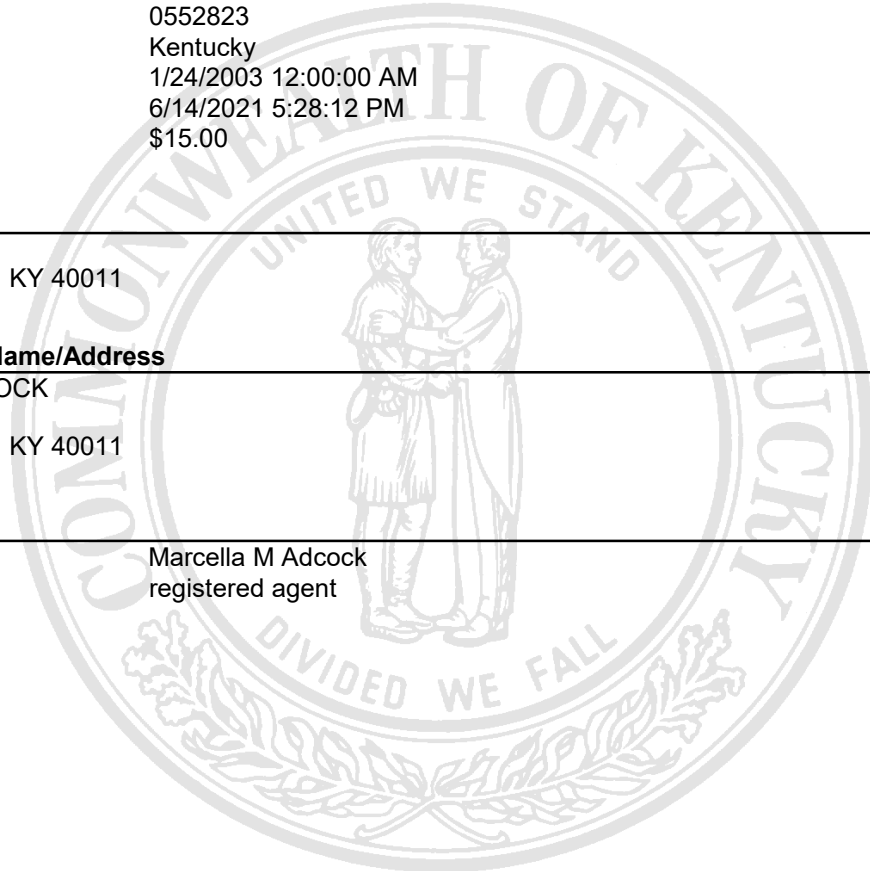 0552823
Kentucky
1/24/2003 12:00:00 AM
6/14/2021 5:28:12 PM
$15.00
COMMONWEALTH OF KENTUCKY
UNITED WE STAND
KY 40011
Name/Address
OCK
KY 40011
Marcella M Adcock
registered agent
DIVIDED WE FALL